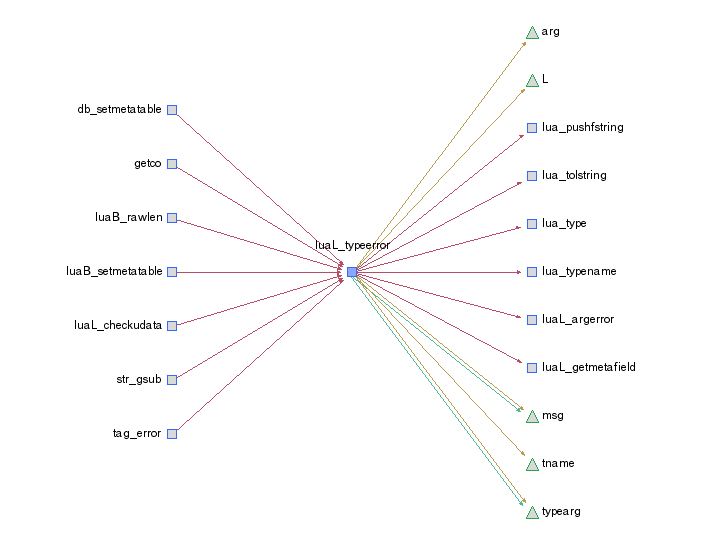 db_setmetatable
getco
luaB_rawlen
luaB_setmetatable
luaL_checkudata
str_gsub
tag_error
luaL_typeerror
arg
L
lua_pushfstring
lua_tolstring
lua_type
lua_typename
luaL_argerror
luaL_getmetafield
msg
tname
typearg